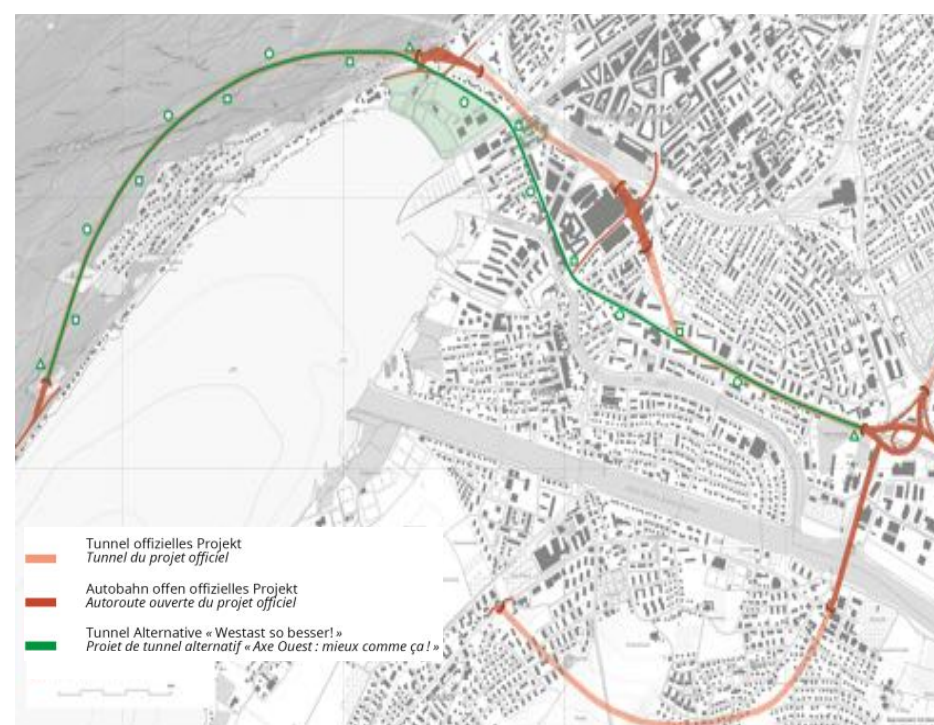 Tunnel offizielles Projekt
Tunnel du projet officiel
Autobahn offen offizielles Projekt
Autoroute ouverte du projet officiel
Tunnel Alternative « Westast so besser! »
Projet de tunnel alternatif « Axe Ouest : mieux comme ça ! »